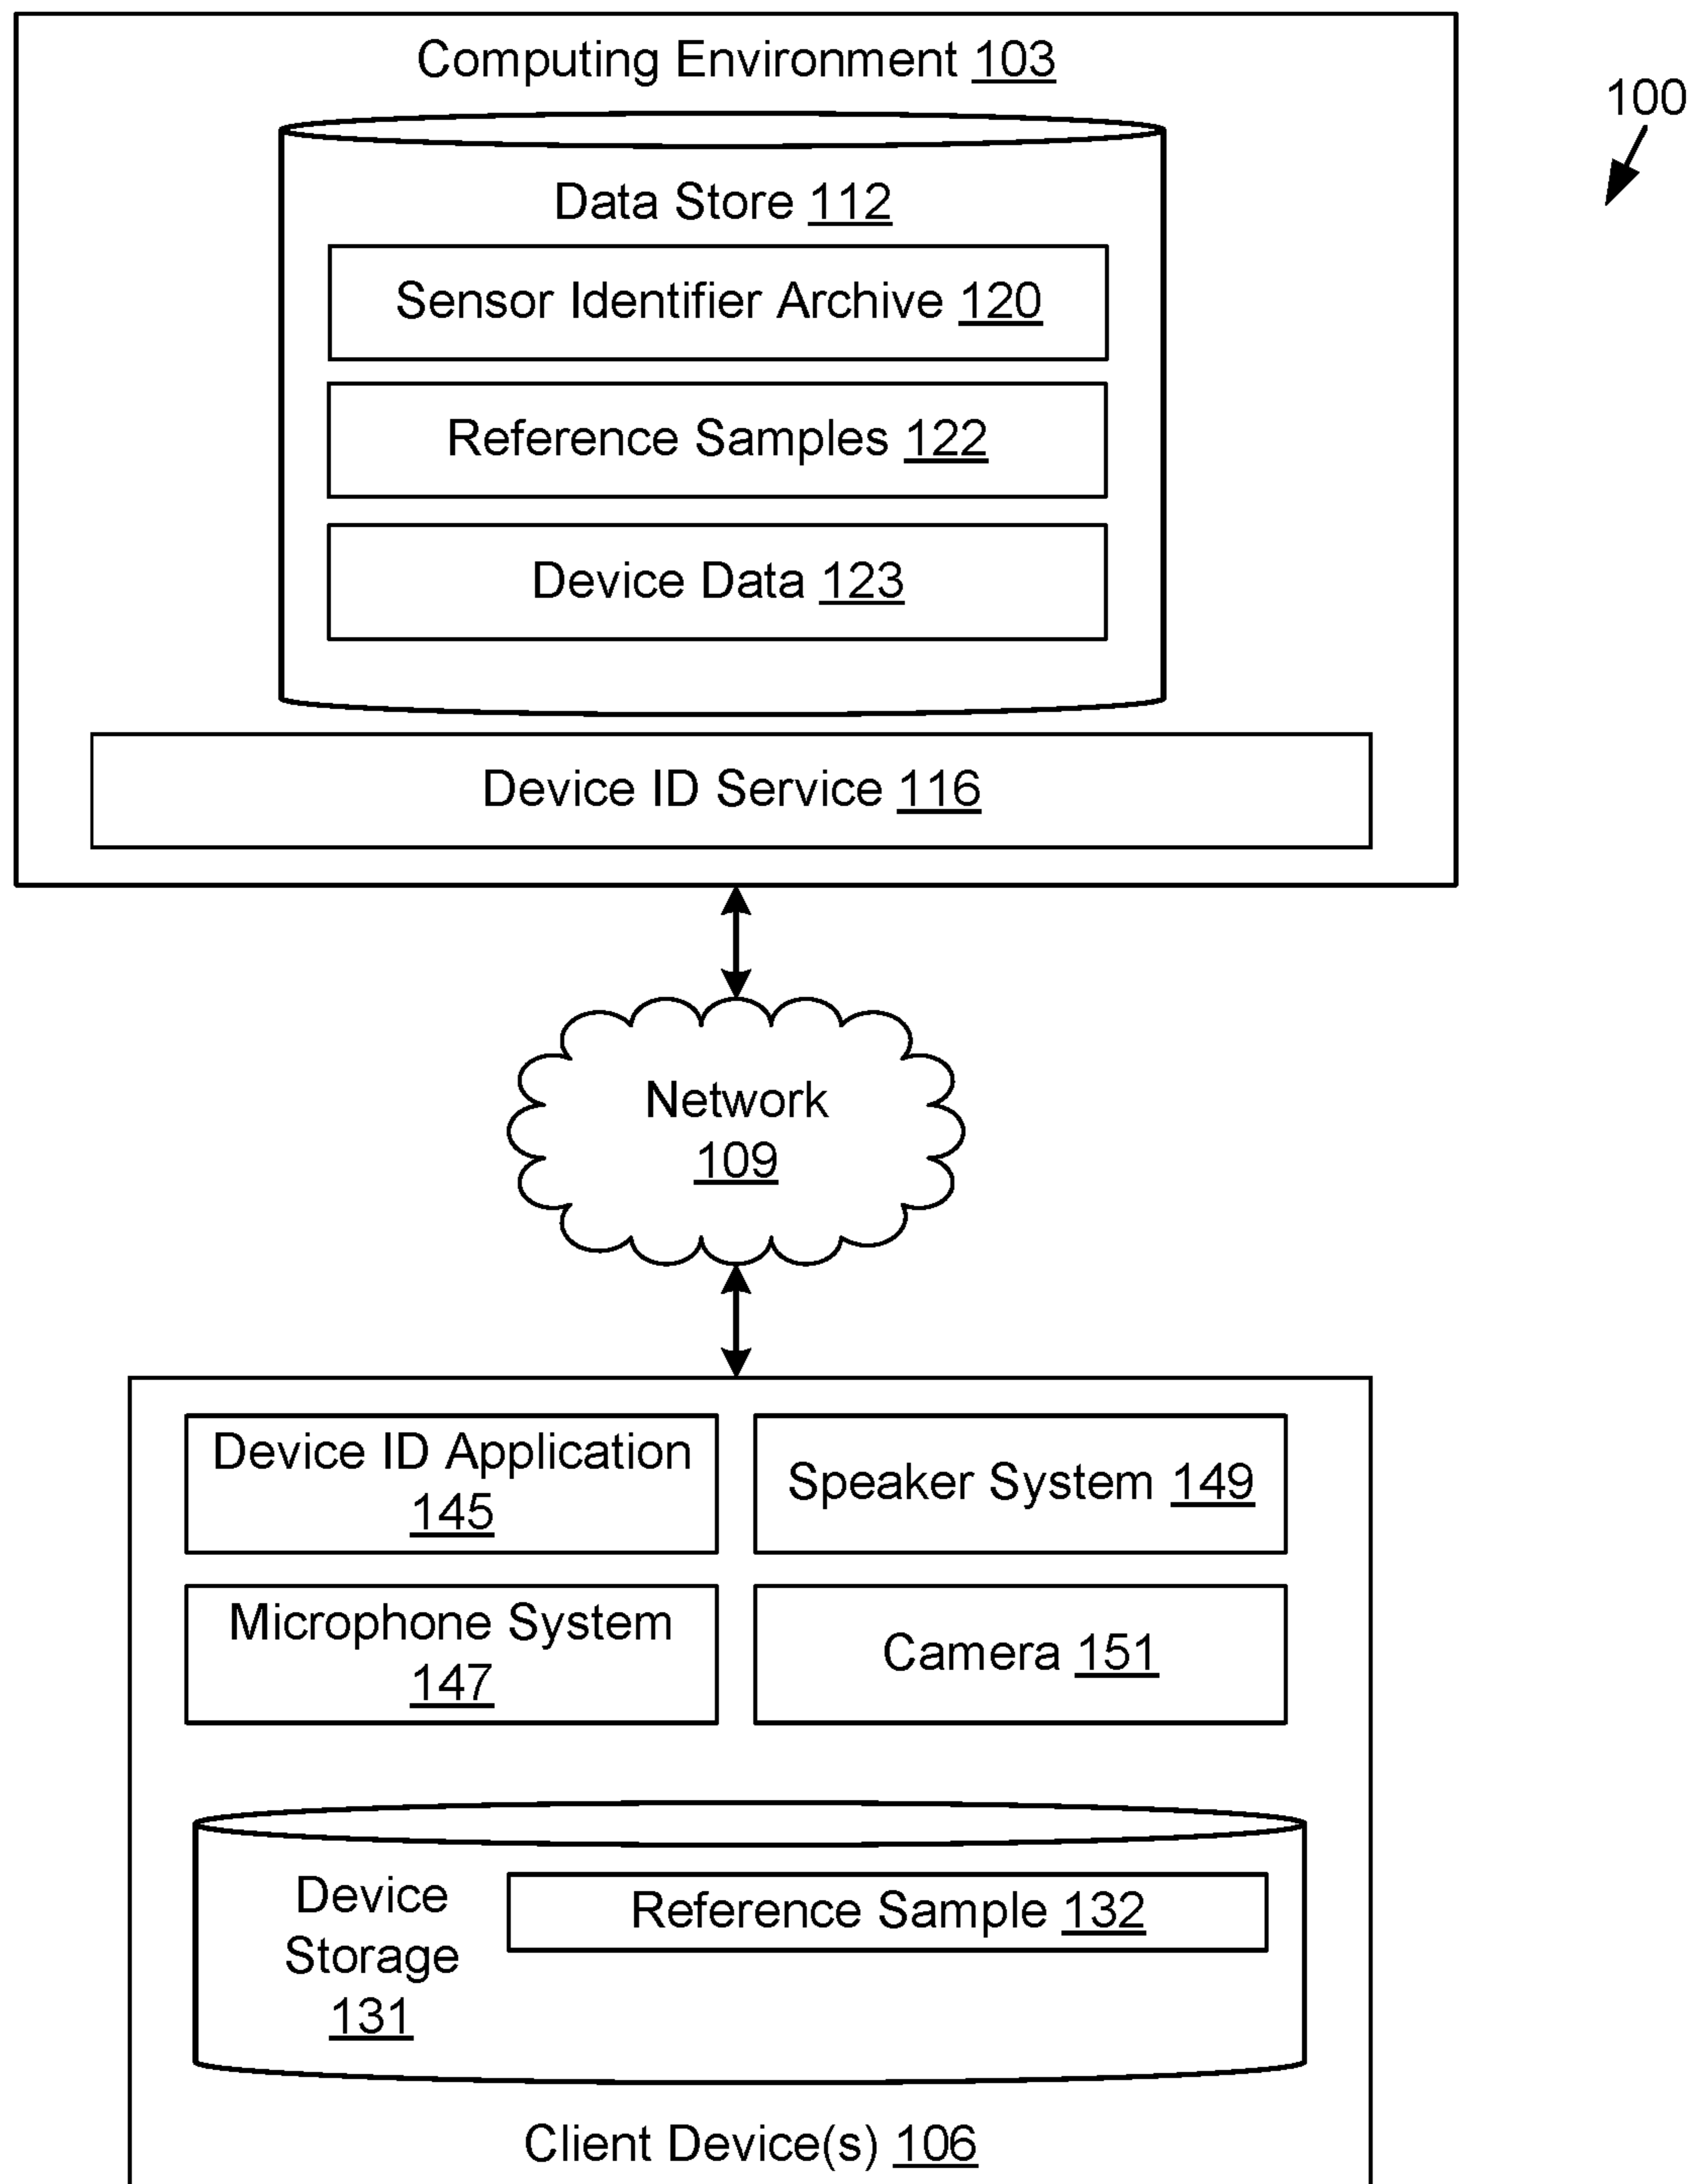 Computing Environment 103
100
Data Store 112
Sensor Identifier Archive 120
Reference Samples 122
Device Data 123
Device ID Service 116
Network
109
Device ID Application
145
Speaker System 149
Microphone System
147
Camera 151
Device
Storage
131
Reference Sample 132
Client Device(s) 106